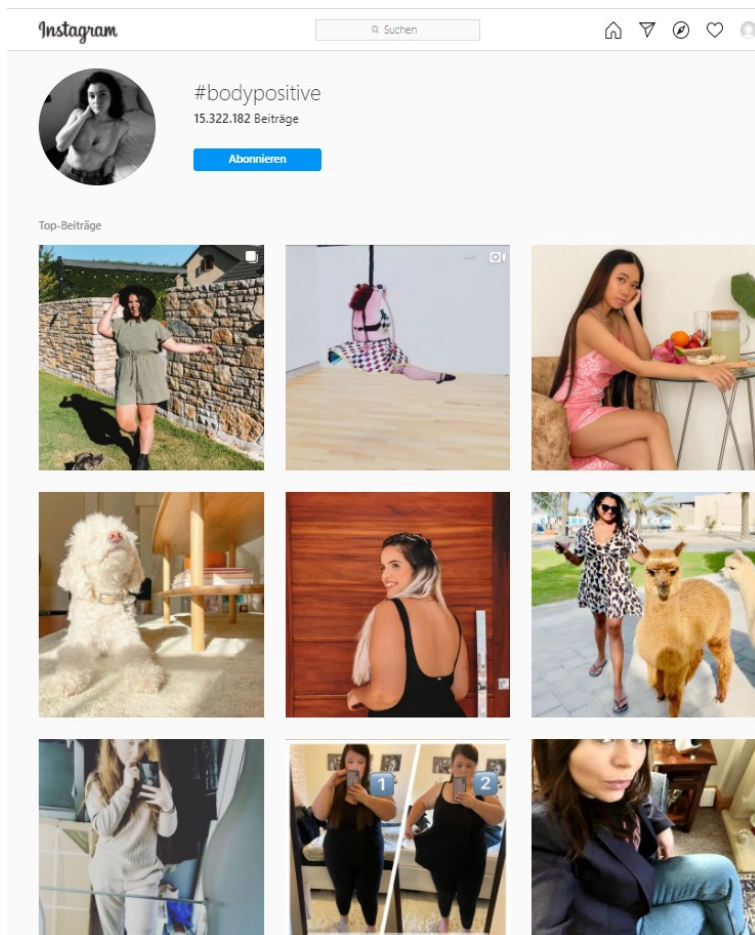 Instagram
Suchen
#bodypositive
15.322.182 Beiträge
Abonnieren
Top-Beiträge
1
2